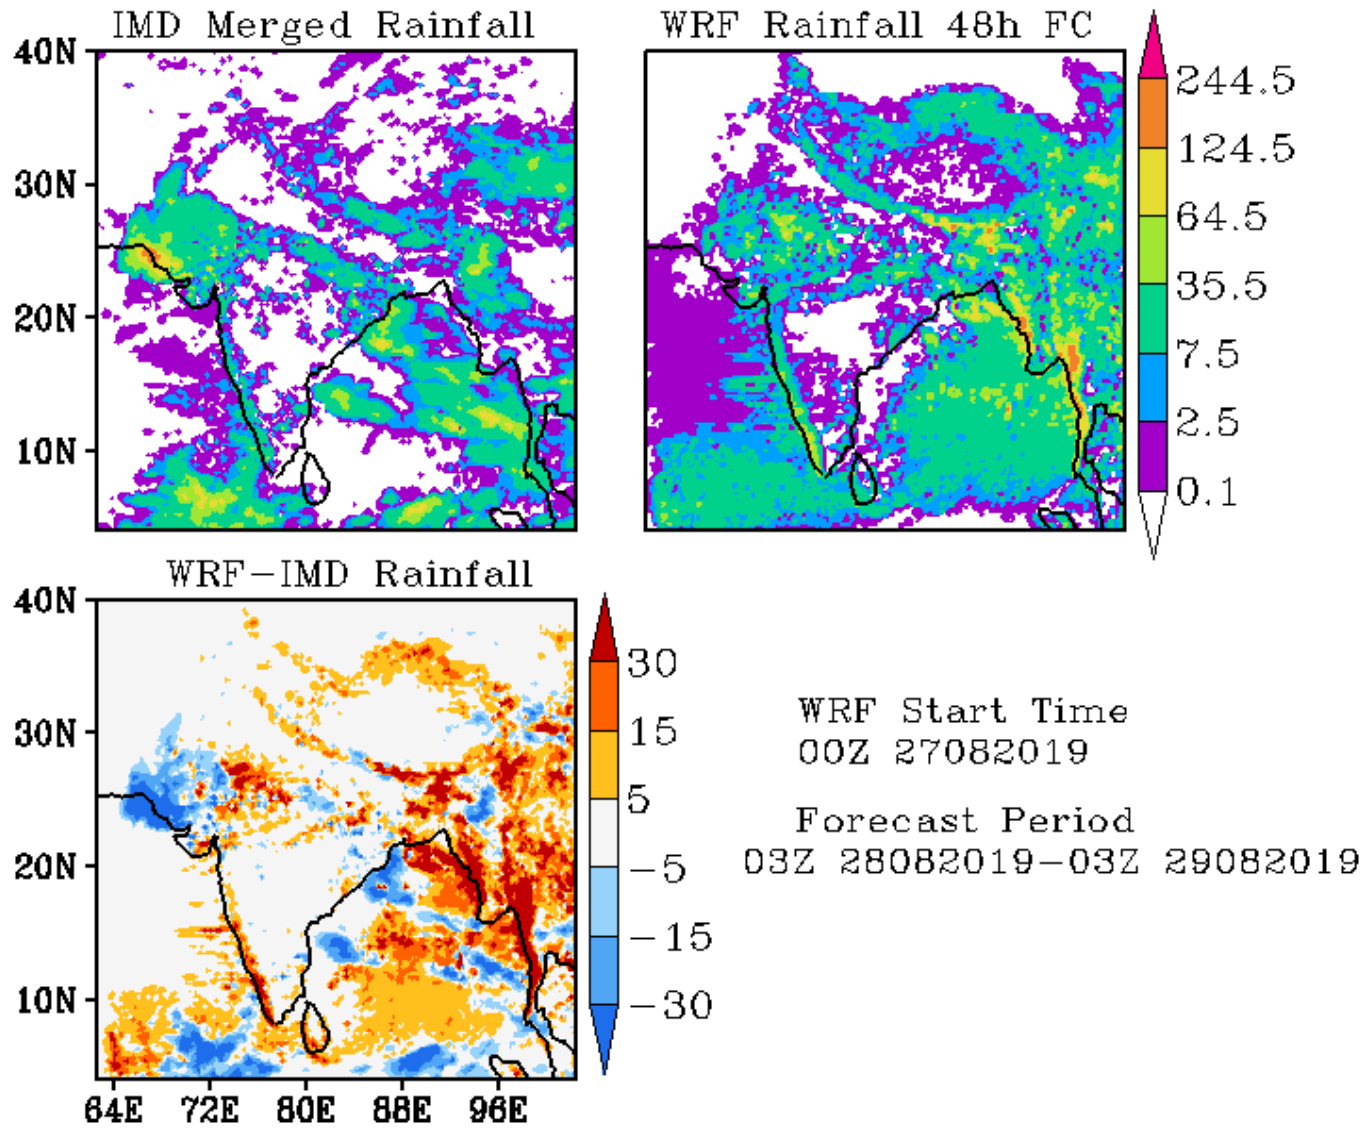 IMD Merged Rainfall
WRF Rainfall 48h FC
40N
30N
20N
10N
244.5
124.5
64.5
35.5
7.5
2.5
0.1
WRF-IMD Rainfall
40N
30N
20N
10N
64E 72E 80E 88E 96E
30
15
5
-5
-15
-30
WRF Start Time
00Z 27082019
Forecast Period
03Z 28082019-03Z 29082019